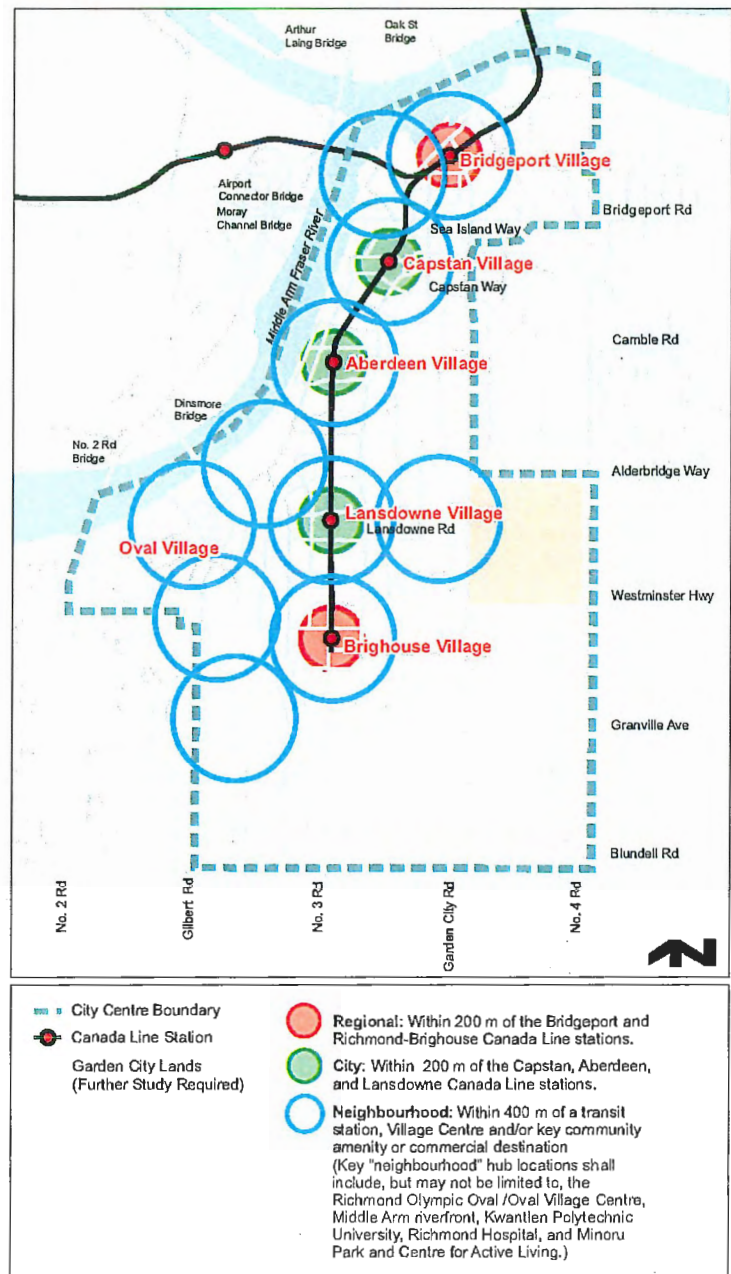 Arthur
Laing Bridge
Oak St
Bridge
Bridgeport Village
Airport
Connector Bridge
Moray
Channel Bridge
Bridgeport Rd
Sea Island Way
Middle Arm Fraser River
Capstan Village
Capstan Way
Camble Rd
Aberdeen Village
Dinsmore
Bridge
No. 2 Rd
Bridge
Alderbridge Way
Lansdowne Village
Lansdowne Rd
Oval Village
Westminster Hwy
Brighouse Village
Granville Ave
Blundell Rd
No. 2 Rd
Gilbert Rd
No. 3 Rd
Garden City Rd
No. 4 Rd
N
City Centre Boundary
Canada Line Station
Garden City Lands
(Further Study Required)
Regional: Within 200 m of the Bridgeport and
Richmond-Brighouse Canada Line stations.
City: Within 200 m of the Capstan, Aberdeen,
and Lansdowne Canada Line stations.
Neighbourhood: Within 400 m of a transit
station, Village Centre and/or key community
amenity or commercial destination
(Key "neighbourhood" hub locations shall
include, but may not be limited to, the
Richmond Olympic Oval /Oval Village Centre,
Middle Arm riverfront, Kwantlen Polytechnic
University, Richmond Hospital, and Minoru
Park and Centre for Active Living.)